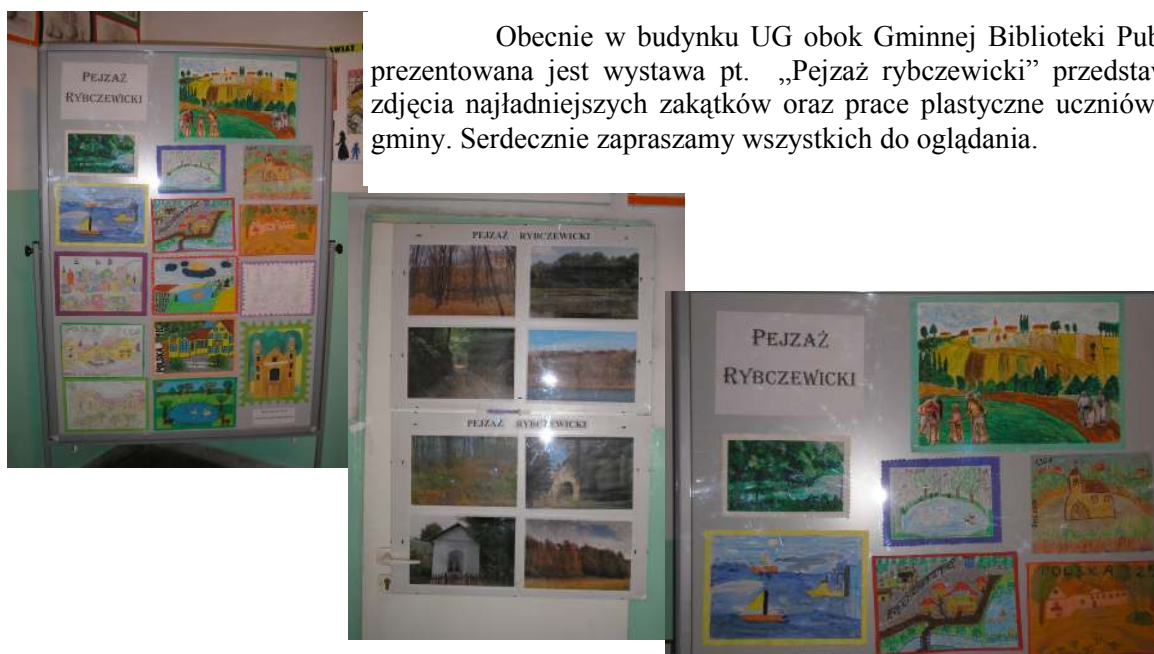 Obecnie w budynku UG obok Gminnej Biblioteki Pub
prezentowana jest wystawa pt. „Pejzaż rybczewicki” przedstaw
zdjęcia najładniejszych zakątków oraz prace plastyczne uczniów
gminy. Serdecznie zapraszamy wszystkich do oglądania.
PEJZAŻ
RYBCZEWICKI
PEJZAŻ RYBCZEWICKI
PEJZAŻ RYBCZEWICKI
PEJZAŻ
RYBCZEWICKI
POLSKA